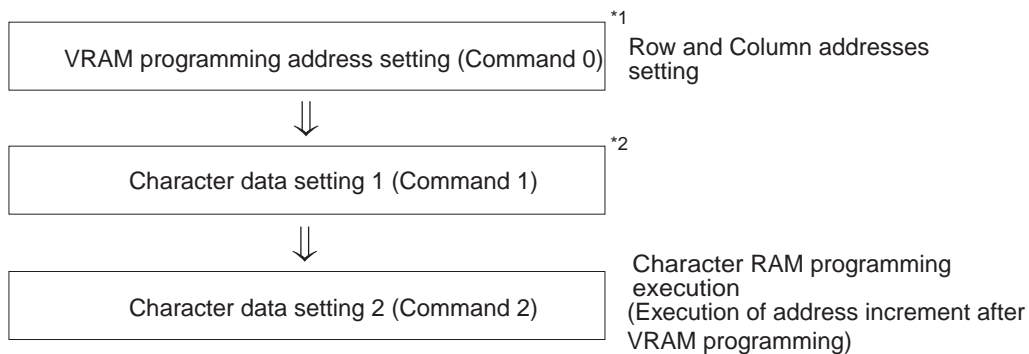 *1
VRAM programming address setting (Command 0)
Row and Column addresses
setting
*2
Character data setting 1 (Command 1)
Character data setting 2 (Command 2)
Character RAM programming
execution
(Execution of address increment after
VRAM programming)